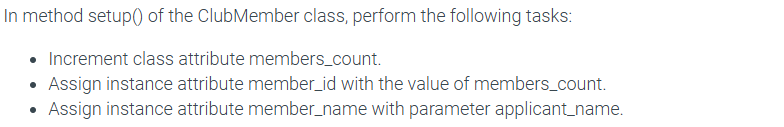 In method setup() of the ClubMember class, perform the following tasks:
• Increment class attribute members_count.
• Assign instance attribute member_id with the value of members_count.
• Assign instance attribute member_name with parameter applicant_name.